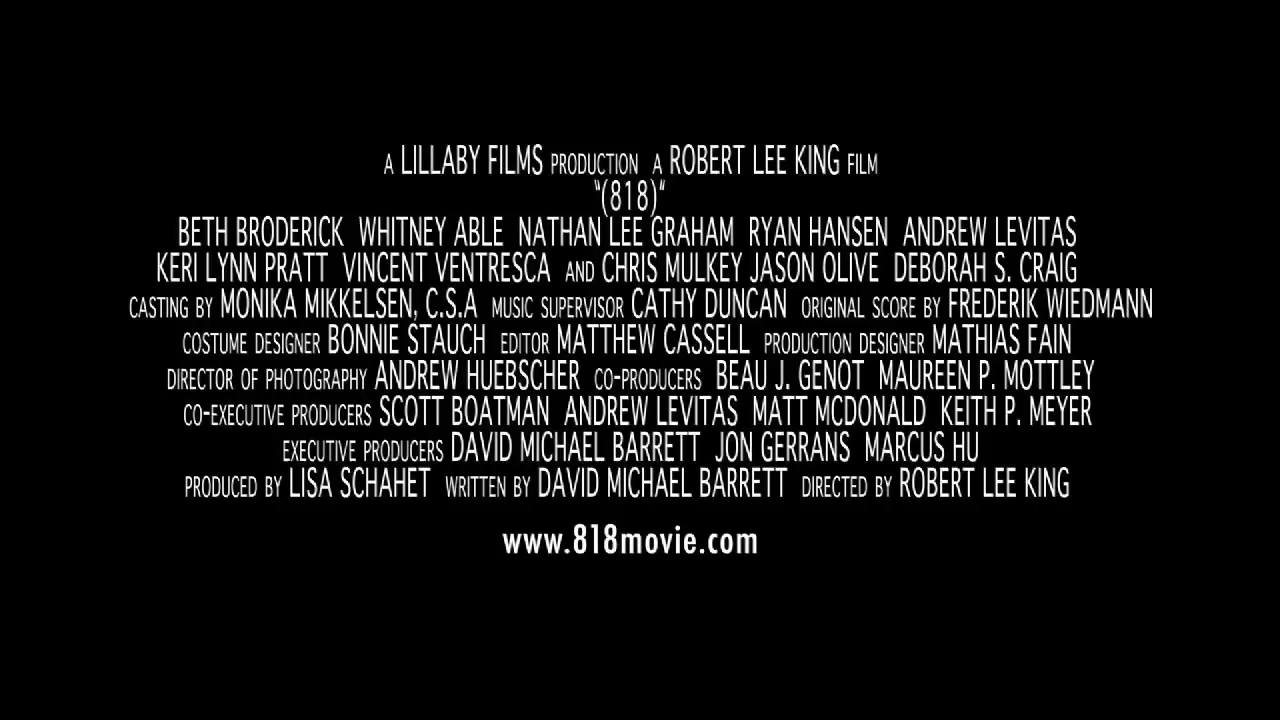 A LILLABY FILMS PRODUCTION A ROBERT LEE KING FILM
"(818)"
BETH BRODERICK WHITNEY ABLE NATHAN LEE GRAHAM RYAN HANSEN ANDREW LEVITAS
KERI LYNN PRATT VINCENT VENTRESCA AND CHRIS MULKEY JASON OLIVE DEBORAH S. CRAIG
CASTING BY MONIKA MIKKELSEN, C.S.A MUSIC SUPERVISOR CATHY DUNCAN ORIGINAL SCORE BY FREDERIK WIEDMANN
COSTUME DESIGNER BONNIE STAUCH EDITOR MATTHEW CASSELL PRODUCTION DESIGNER MATHIAS FAIN
DIRECTOR OF PHOTOGRAPHY ANDREW HUEBSCHER CO-PRODUCERS BEAU J. GENOT MAUREEN P. MOTTLEY
CO-EXECUTIVE PRODUCERS SCOTT BOATMAN ANDREW LEVITAS MATT MCDONALD KEITH P. MEYER
EXECUTIVE PRODUCERS DAVID MICHAEL BARRETT JON GERRANS MARCUS HU
PRODUCED BY LISA SCHAHET WRITTEN BY DAVID MICHAEL BARRETT DIRECTED BY ROBERT LEE KING
www.818movie.com